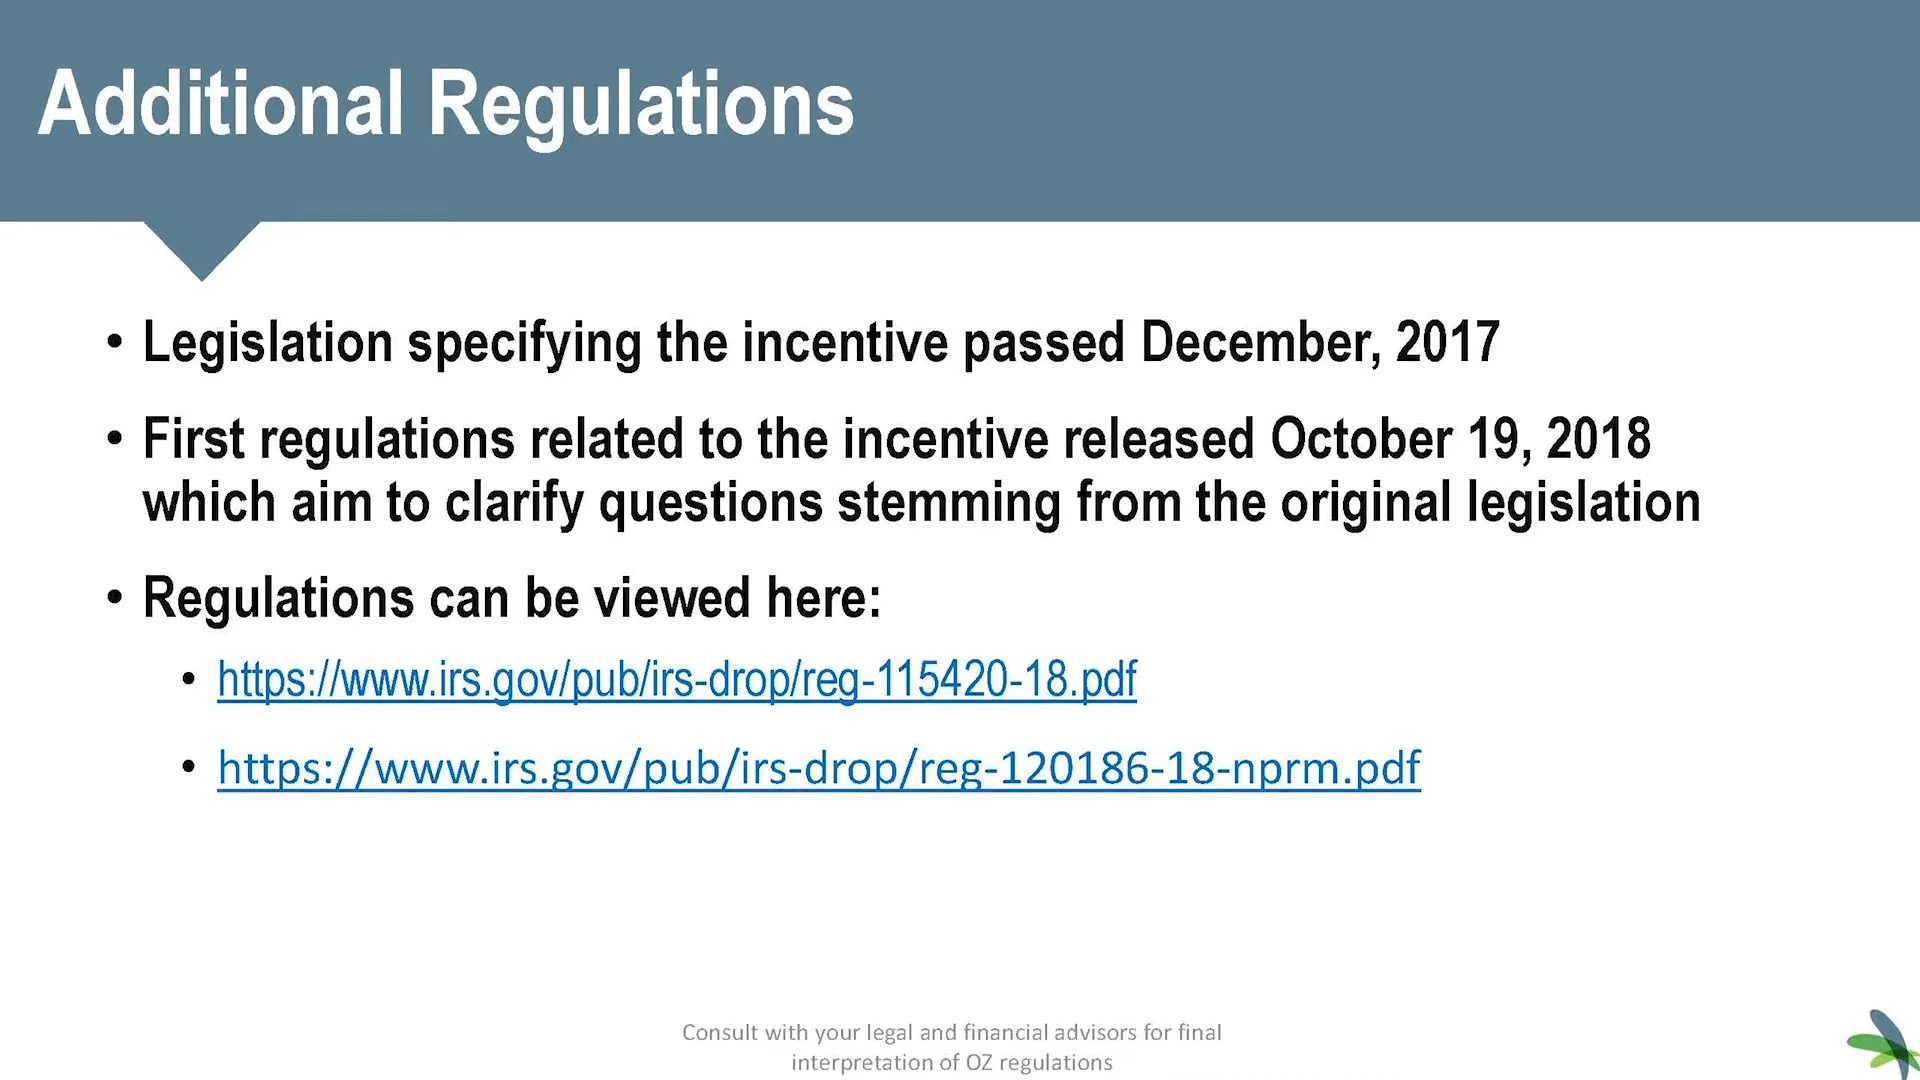 Additional Regulations
• Legislation specifying the incentive passed December, 2017
• First regulations related to the incentive released October 19, 2018
which aim to clarify questions stemming from the original legislation
• Regulations can be viewed here:
• https://www.irs.gov/pub/irs-drop/reg-115420-18.pdf
• https://www.irs.gov/pub/irs-drop/reg-120186-18-nprm.pdf
Consult with your legal and financial advisors for final
interpretation of OZ regulations